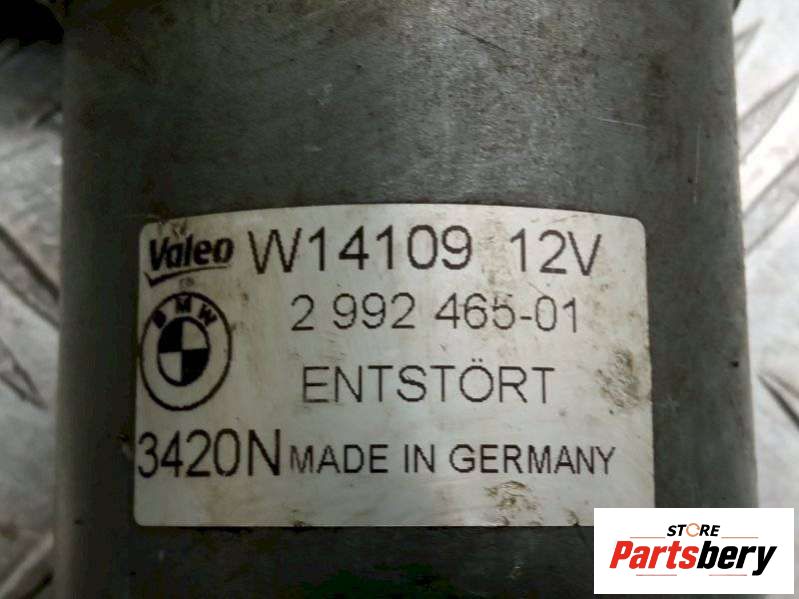 Valeo W14109 12V
BMW
2 992 465-01
ENTSTÖRT
3420N MADE IN GERMANY
STORE
Partsbery